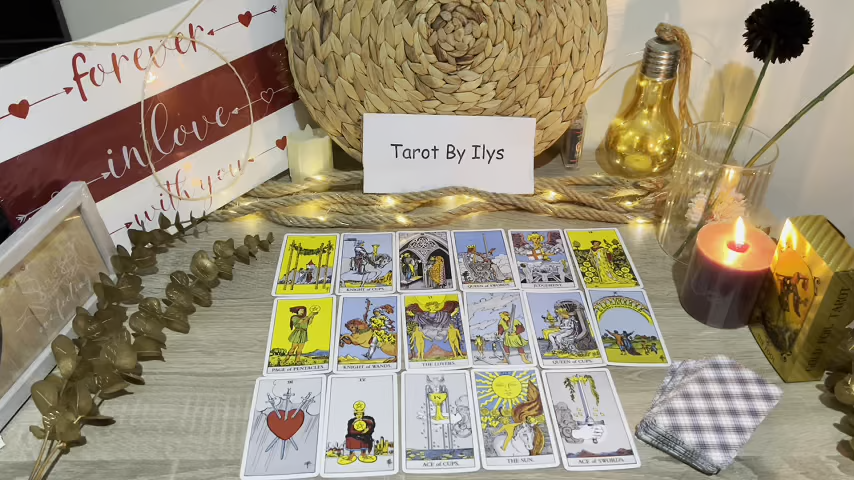 forever
in love
with you
Tarot By Ilys
KNIGHT OF CUPS.
QUEEN OF SWORDS.
JUDGEMENT.
PAGE OF PENTACLES.
KNIGHT OF WANDS.
THE LOVERS.
QUEEN OF CUPS.
III
ACE OF CUPS.
THE SUN.
ACE OF SWORDS.